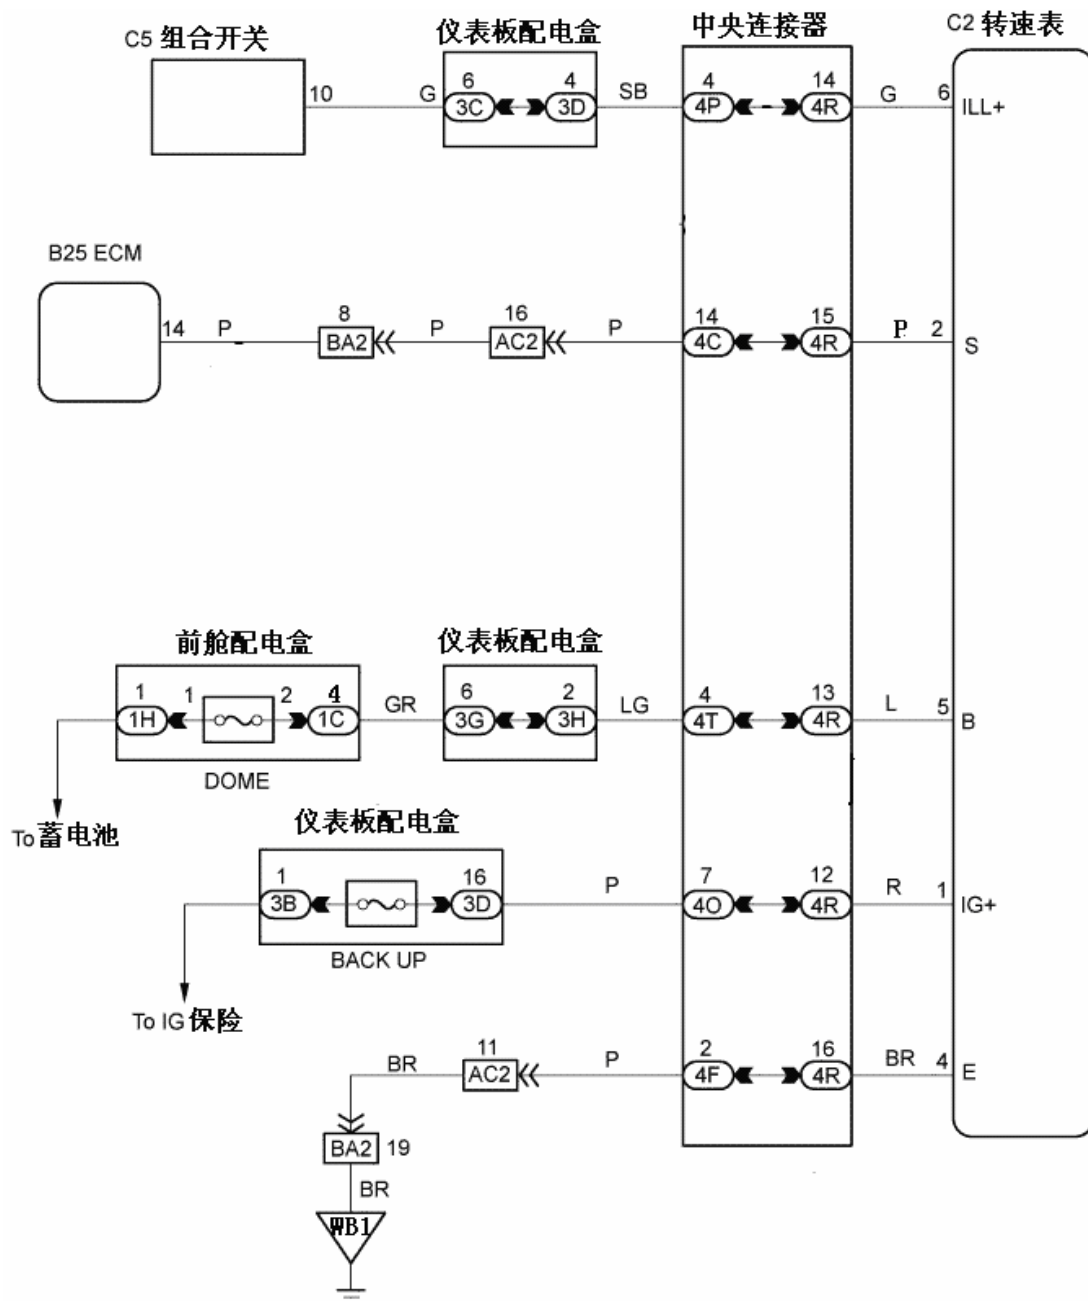 C5 组合开关 仪表板配电盒 中央连接器 C2 转速表
6 4 4 14
10 G 3C 3D SB 4P 4R G 6 ILL+
B25 ECM
8 16 14 15
14 P BA2 P AC2 P 4C 4R P 2 S
前舱配电盒 仪表板配电盒
1 1 2 4 6 2 4 13
1H 1C GR 3G 3H LG 4T 4R L 5 B
DOME
To 蓄电池 仪表板配电盒
1 16 7 12
3B 3D P 4O 4R R 1 IG+
BACK UP
To IG 保险
11 2 16
BR AC2 P 4F 4R BR 4 E
BA2 19
BR
WB1